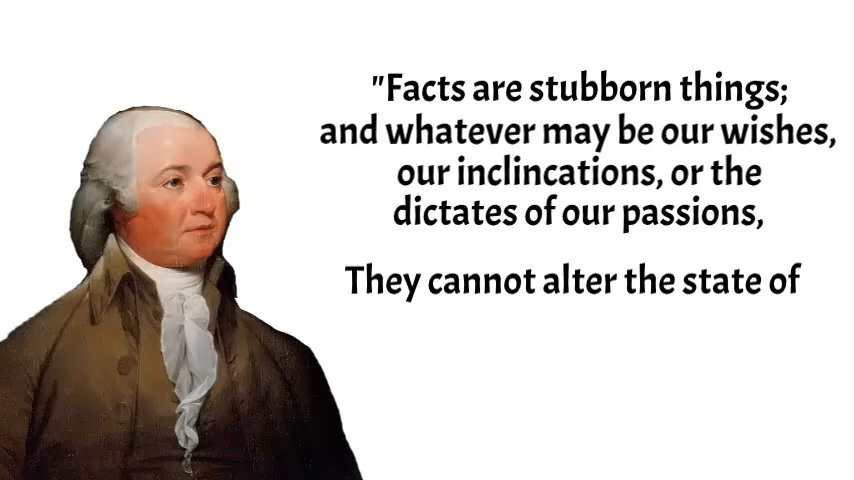 "Facts are stubborn things;
and whatever may be our wishes,
our inclincations, or the
dictates of our passions,
They cannot alter the state of